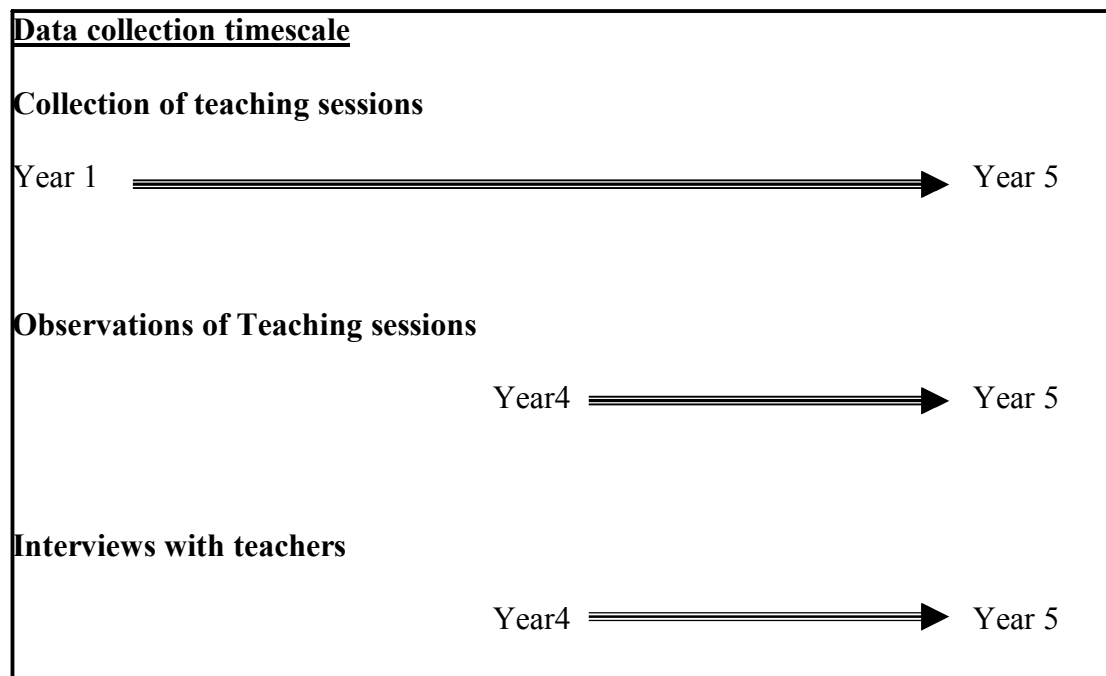 Data collection timescale
Collection of teaching sessions
Year 1 Year 5
Observations of Teaching sessions
Year4 Year 5
Interviews with teachers
Year4 Year 5